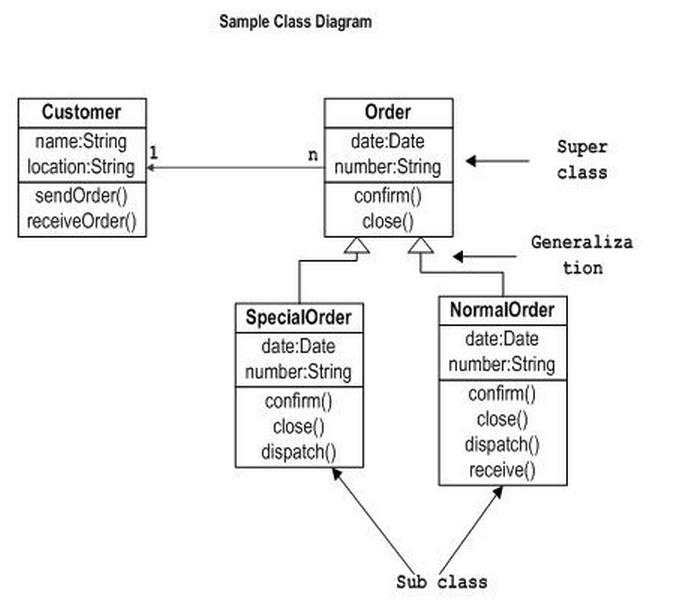 Sample Class Diagram
Customer
name:String
location:String
sendOrder()
receiveOrder()
1
n
Order
date:Date
number:String
confirm()
close()
Super
class
Generaliza
tion
SpecialOrder
date:Date
number:String
confirm()
close()
dispatch()
NormalOrder
date:Date
number:String
confirm()
close()
dispatch()
receive()
Sub class